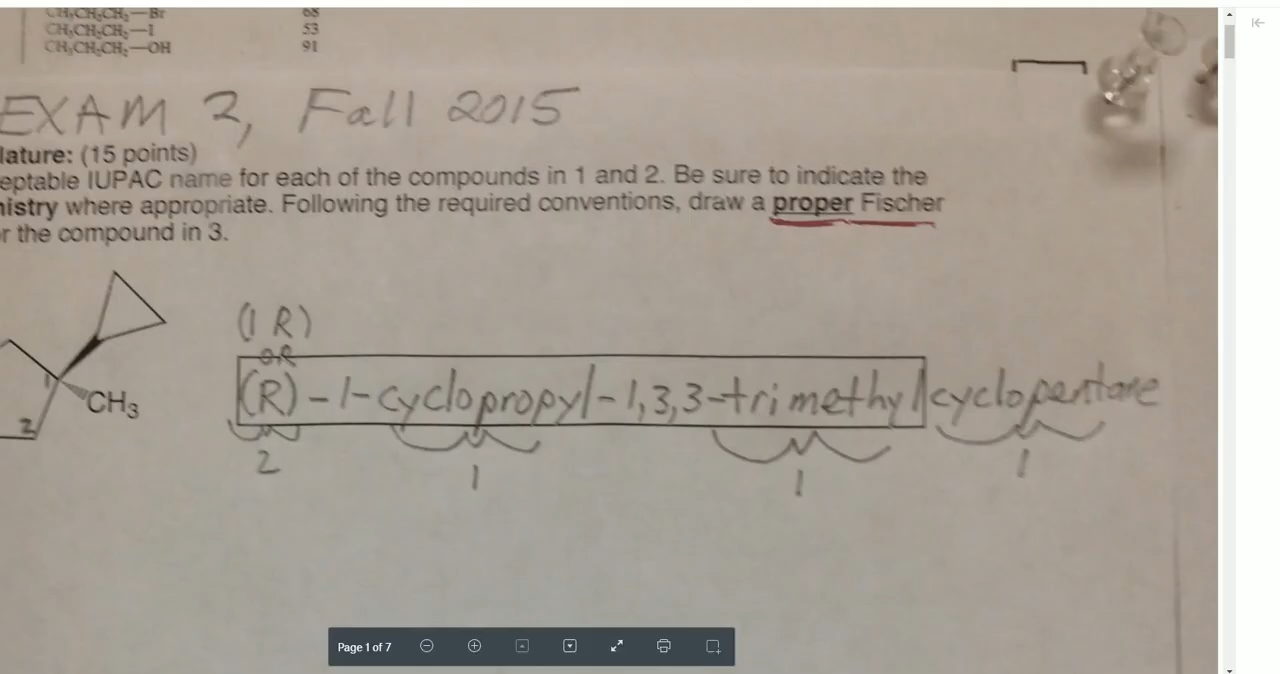 CH₃CH₂CH₂—Br 68
CH₃CH₂CH₂—I 53
CH₃CH₂CH₂—OH 91
EXAM 2, Fall 2015
lature: (15 points)
eptable IUPAC name for each of the compounds in 1 and 2. Be sure to indicate the
nistry where appropriate. Following the required conventions, draw a proper Fischer
r the compound in 3.
(1 R)
OR
(R)-1-cyclopropyl-1,3,3-trimethylcyclopentane
1
CH₃
2
2 1 1 1
Page 1 of 7